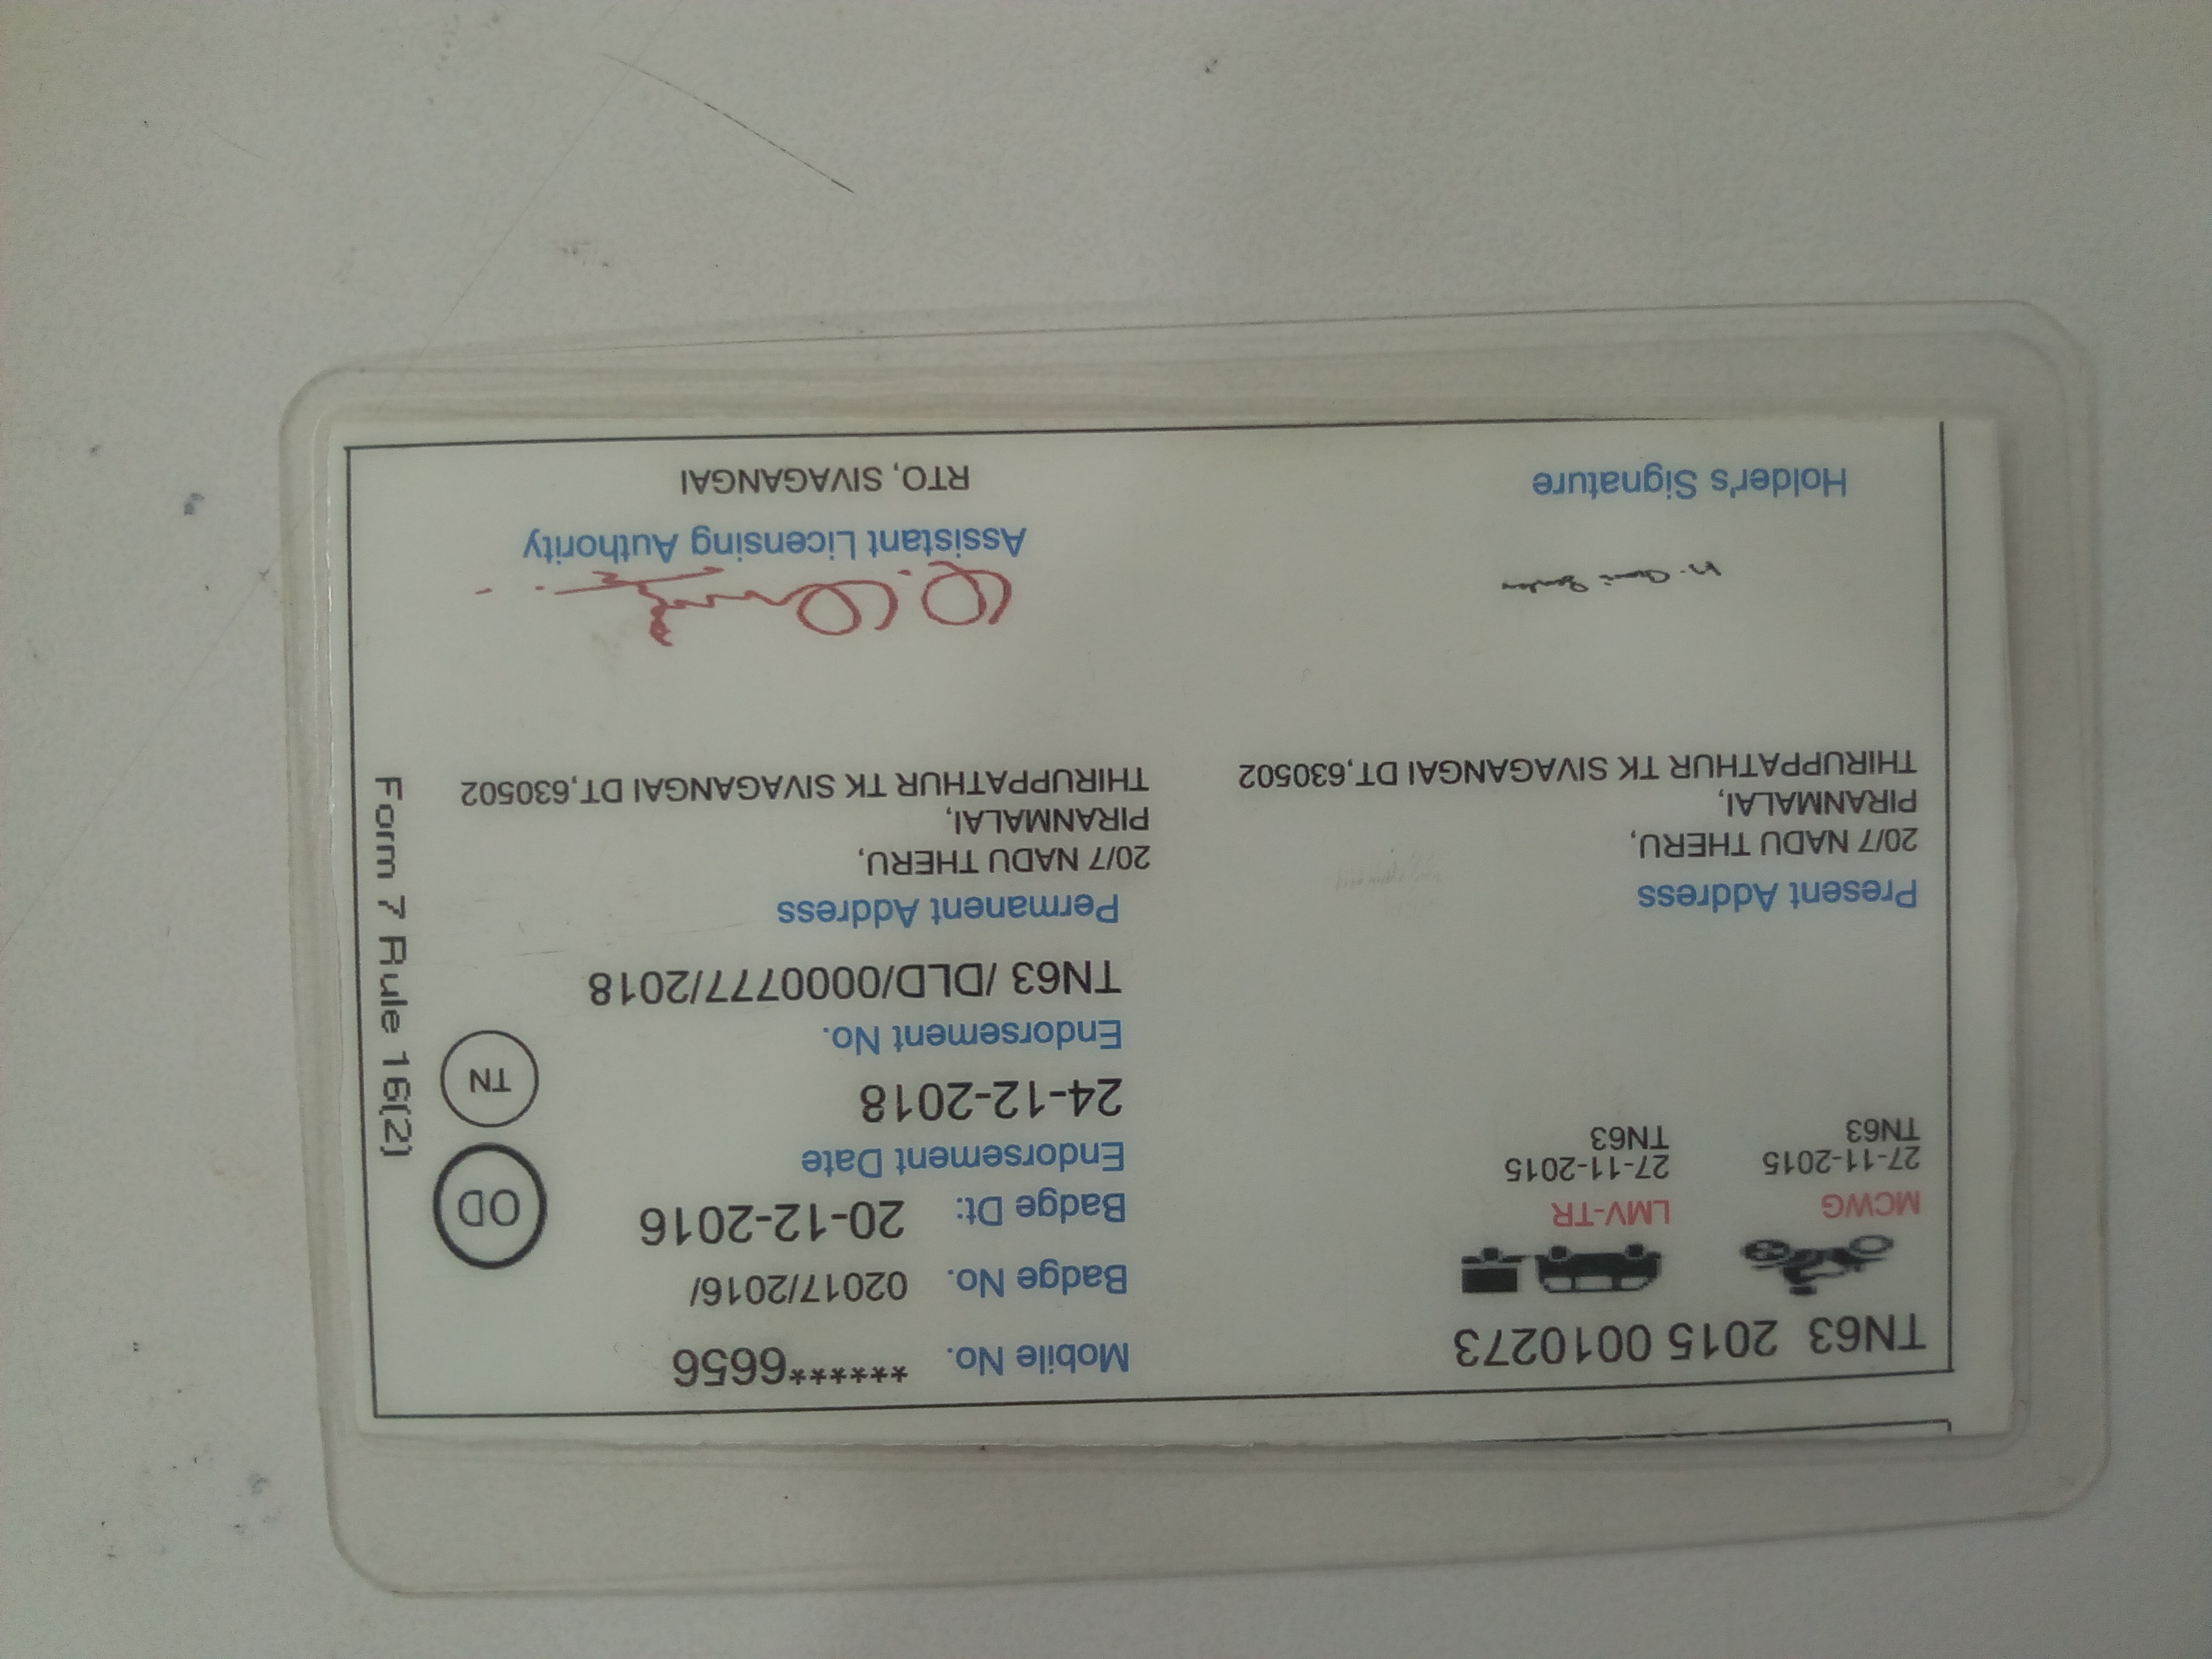 TN63 2015 0010273
MCWG
27-11-2015
TN63
LMV-TR
27-11-2015
TN63
Present Address
20/7 NADU THERU,
PIRANMALAI,
THIRUPPATHUR TK SIVAGANGAI DT,630502
Holder's Signature
Mobile No. ******6656
Badge No. 02017/2016/
Badge Dt: 20-12-2016
Endorsement Date
24-12-2018
Endorsement No.
TN63 /DLD/0000777/2018
Permanent Address
20/7 NADU THERU,
PIRANMALAI,
THIRUPPATHUR TK SIVAGANGAI DT,630502
Assistant Licensing Authority
RTO, SIVAGANGAI
OD
TN
Form 7 Rule 16(2)